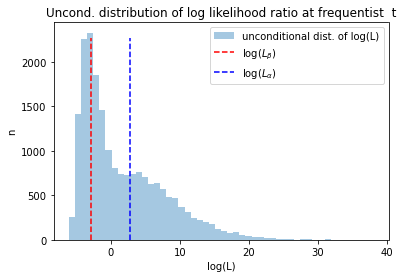 Uncond. distribution of log likelihood ratio at frequentist  t
unconditional dist. of log(L)
log(L_β)
log(L_α)
2000
1500
1000
500
0
n
0
10
20
30
40
log(L)